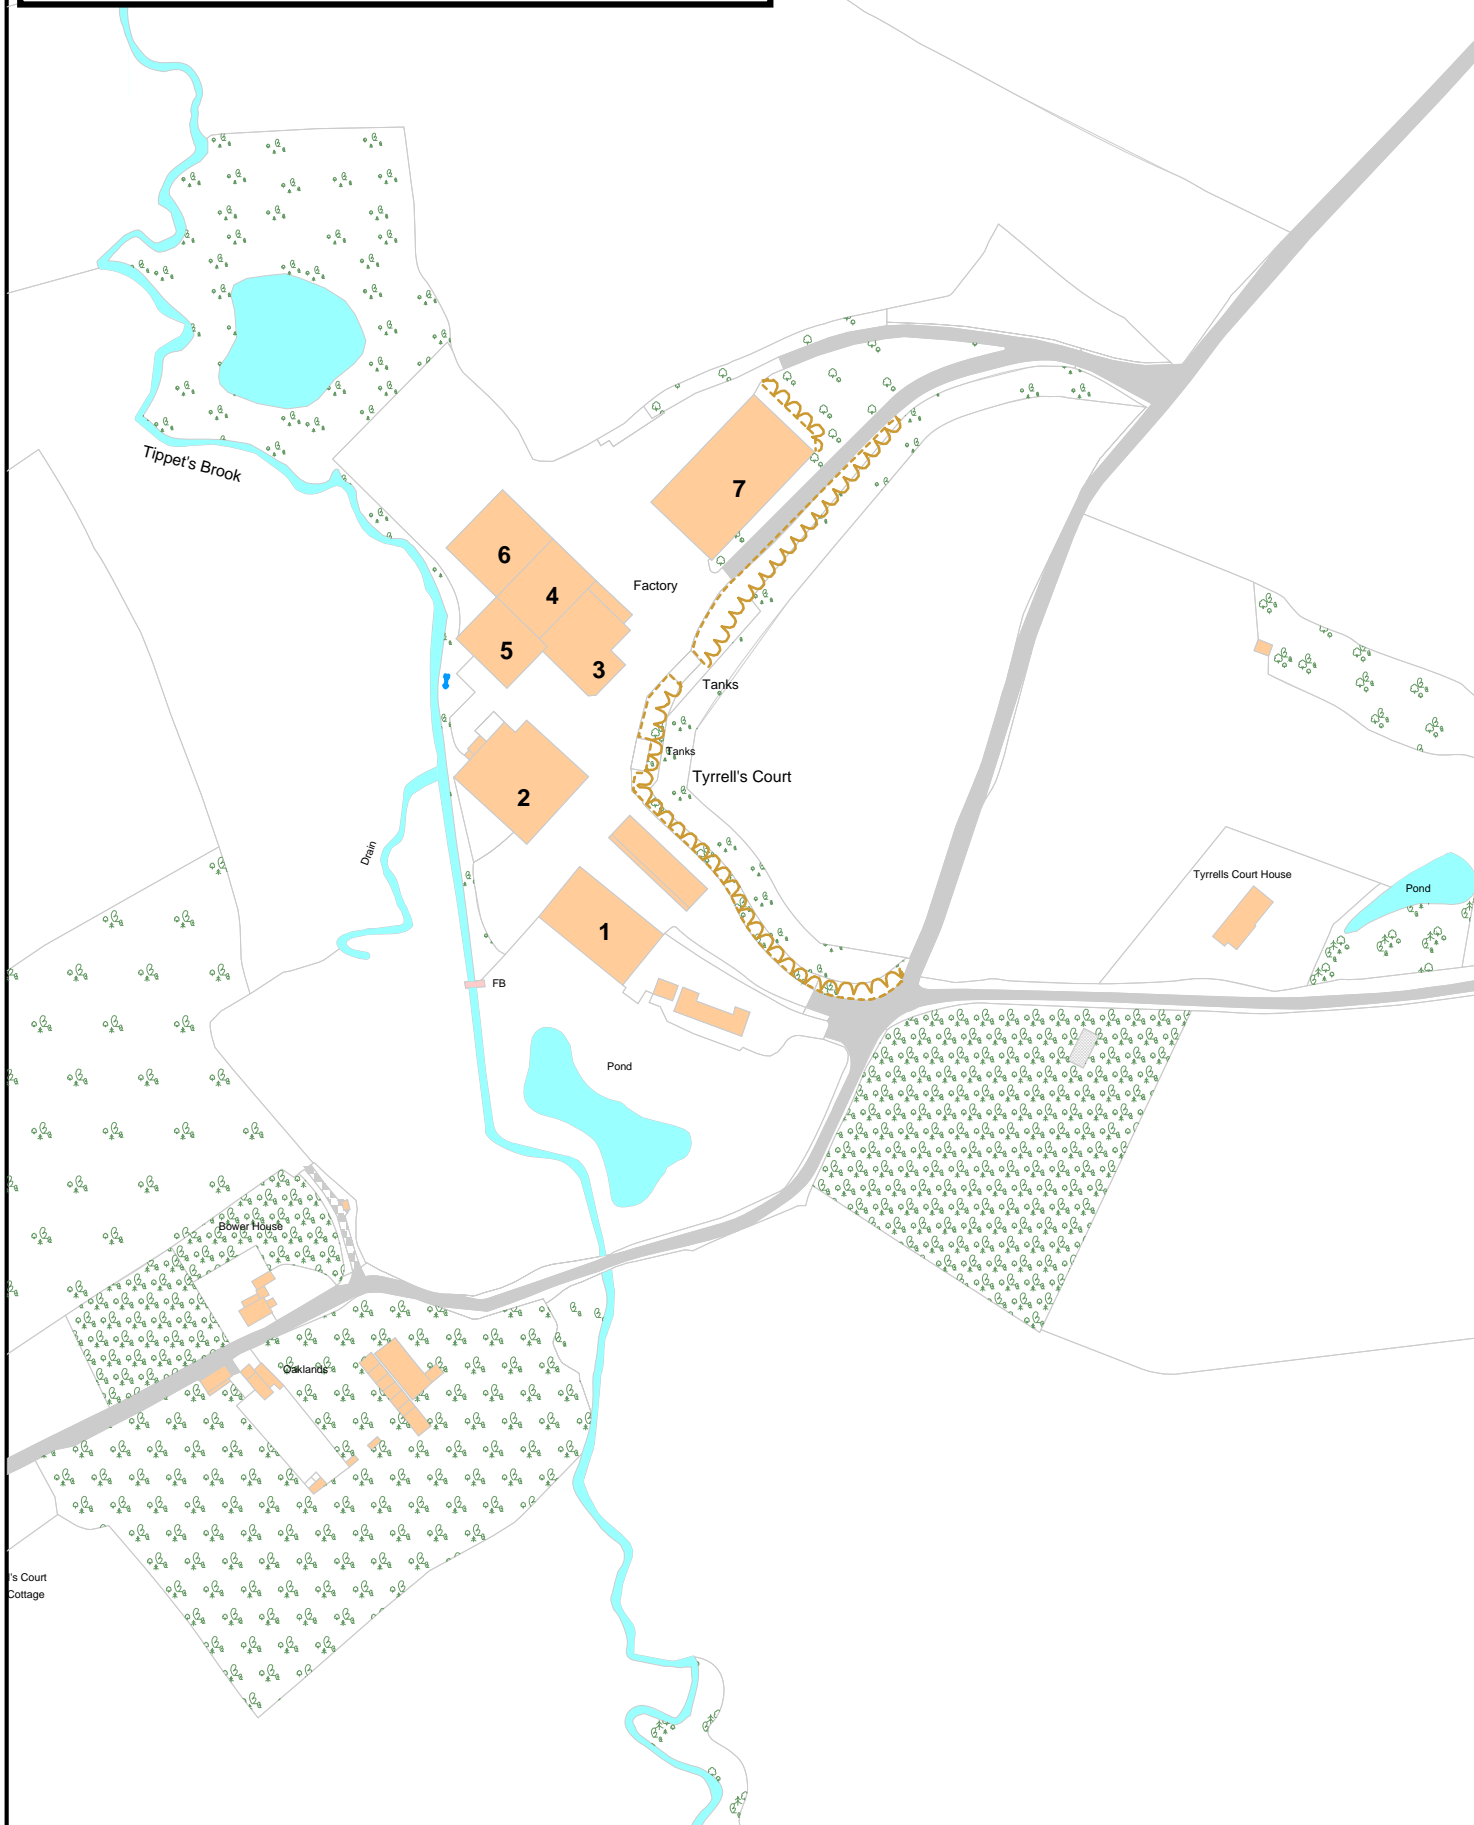 Tippet's Brook
7
6
Factory
4
5
3
Tanks
Tanks
Tyrrell's Court
2
Drain
Tyrrells Court House
Pond
1
FB
Pond
Bower House
Oaklands
l's Court
Cottage